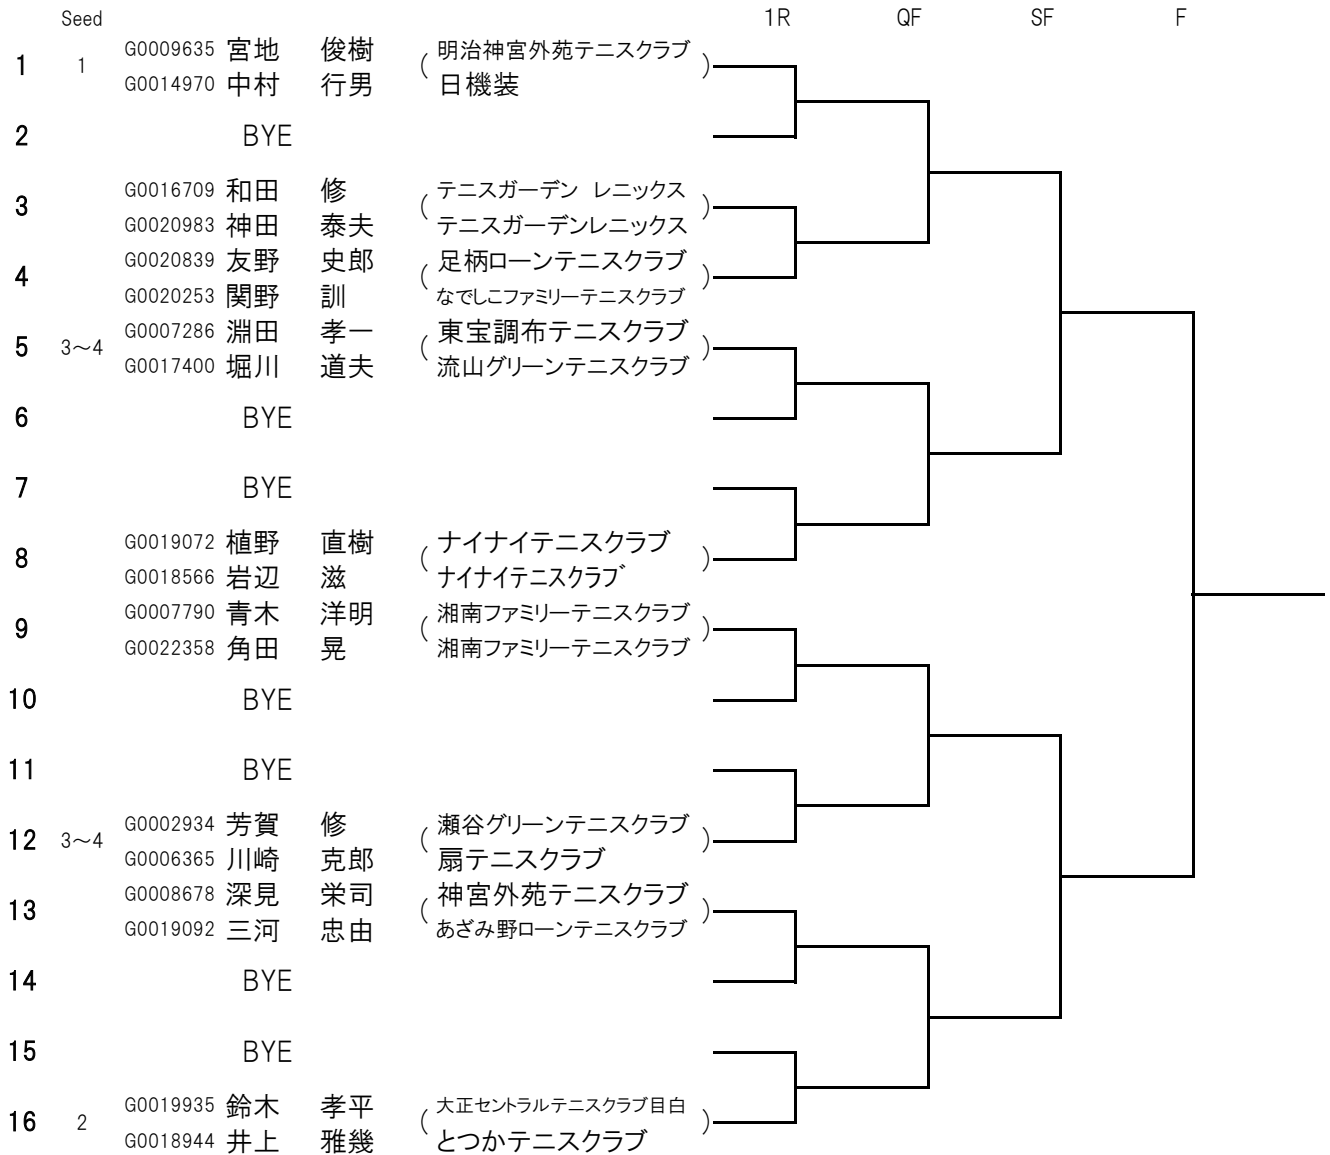 Seed 1R QF SF F
1 1 G0009635 宮地 俊樹 ( 明治神宮外苑テニスクラブ )
G0014970 中村 行男 日機装
2 BYE
3 G0016709 和田 修 ( テニスガーデン レニックス )
G0020983 神田 泰夫 テニスガーデンレニックス
4 G0020839 友野 史郎 ( 足柄ローンテニスクラブ )
G0020253 関野 訓 なでしこファミリーテニスクラブ
5 3～4 G0007286 淵田 孝一 ( 東宝調布テニスクラブ )
G0017400 堀川 道夫 流山グリーンテニスクラブ
6 BYE
7 BYE
8 G0019072 植野 直樹 ( ナイナイテニスクラブ )
G0018566 岩辺 滋 ナイナイテニスクラブ
9 G0007790 青木 洋明 ( 湘南ファミリーテニスクラブ )
G0022358 角田 晃 湘南ファミリーテニスクラブ
10 BYE
11 BYE
12 3～4 G0002934 芳賀 修 ( 瀬谷グリーンテニスクラブ )
G0006365 川崎 克郎 扇テニスクラブ
13 G0008678 深見 栄司 ( 神宮外苑テニスクラブ )
G0019092 三河 忠由 あざみ野ローンテニスクラブ
14 BYE
15 BYE
16 2 G0019935 鈴木 孝平 ( 大正セントラルテニスクラブ目白 )
G0018944 井上 雅幾 とつかテニスクラブ